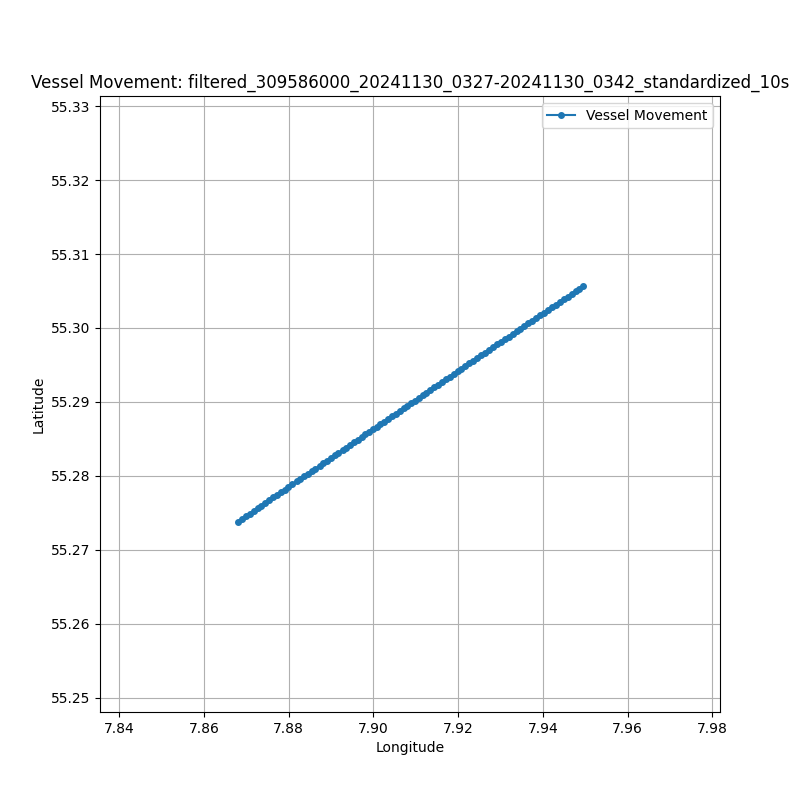 Vessel Movement: filtered_309586000_20241130_0327-20241130_0342_standardized_10s
Vessel Movement
55.33
55.32
55.31
55.30
55.29
55.28
55.27
55.26
55.25
Latitude
7.84 7.86 7.88 7.90 7.92 7.94 7.96 7.98
Longitude